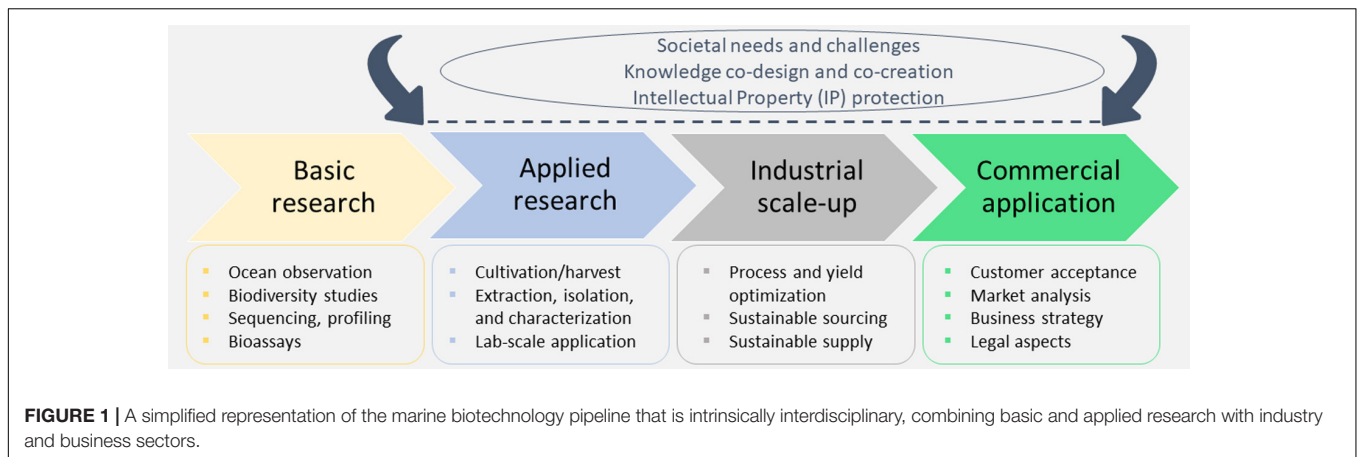 Societal needs and challenges
Knowledge co-design and co-creation
Intellectual Property (IP) protection
Basic
research
Applied
research
Industrial
scale-up
Commercial
application
Ocean observation
Biodiversity studies
Sequencing, profiling
Bioassays
Cultivation/harvest
Extraction, isolation,
and characterization
Lab-scale application
Process and yield
optimization
Sustainable sourcing
Sustainable supply
Customer acceptance
Market analysis
Business strategy
Legal aspects
FIGURE 1 | A simplified representation of the marine biotechnology pipeline that is intrinsically interdisciplinary, combining basic and applied research with industry
and business sectors.